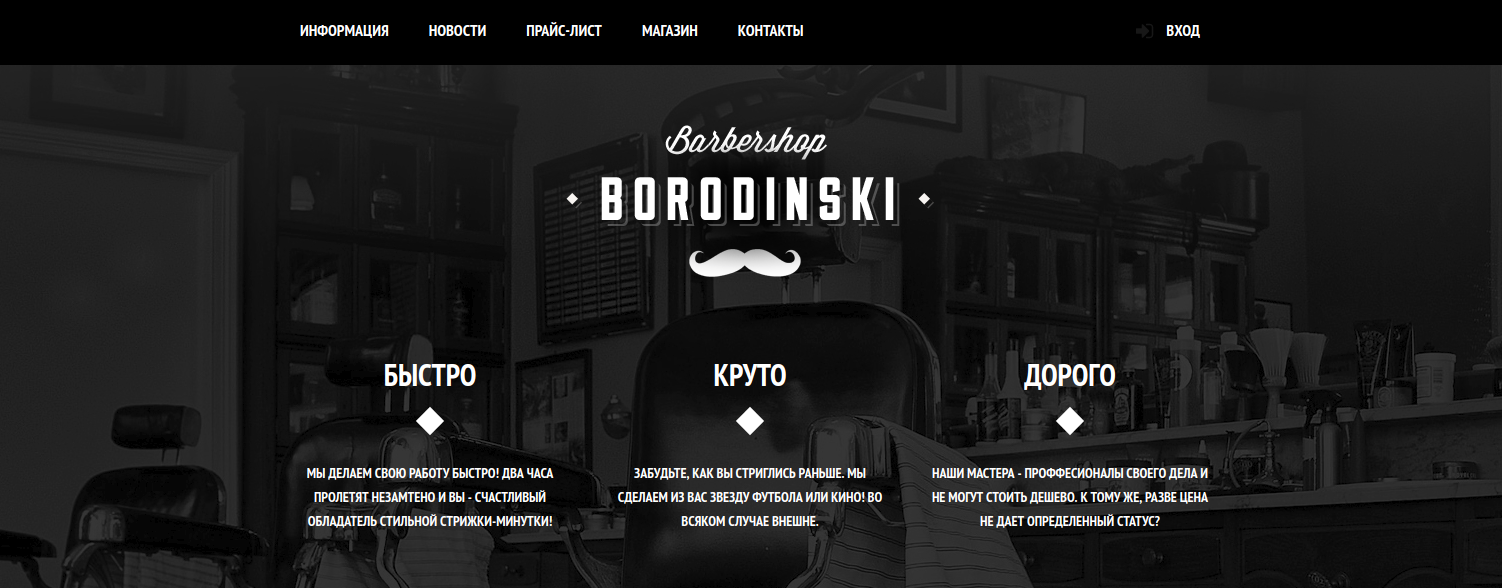 ИНФОРМАЦИЯ НОВОСТИ ПРАЙС-ЛИСТ МАГАЗИН КОНТАКТЫ ВХОД
Barbershop
BORODINSKI
БЫСТРО
МЫ ДЕЛАЕМ СВОЮ РАБОТУ БЫСТРО! ДВА ЧАСА
ПРОЛЕТЯТ НЕЗАМТЕНО И ВЫ - СЧАСТЛИВЫЙ
ОБЛАДАТЕЛЬ СТИЛЬНОЙ СТРИЖКИ-МИНУТКИ!
КРУТО
ЗАБУДЬТЕ, КАК ВЫ СТРИГЛИСЬ РАНЬШЕ. МЫ
СДЕЛАЕМ ИЗ ВАС ЗВЕЗДУ ФУТБОЛА ИЛИ КИНО! ВО
ВСЯКОМ СЛУЧАЕ ВНЕШНЕ.
ДОРОГО
НАШИ МАСТЕРА - ПРОФФЕСИОНАЛЫ СВОЕГО ДЕЛА И
НЕ МОГУТ СТОИТЬ ДЕШЕВО. К ТОМУ ЖЕ, РАЗВЕ ЦЕНА
НЕ ДАЕТ ОПРЕДЕЛЕННЫЙ СТАТУС?